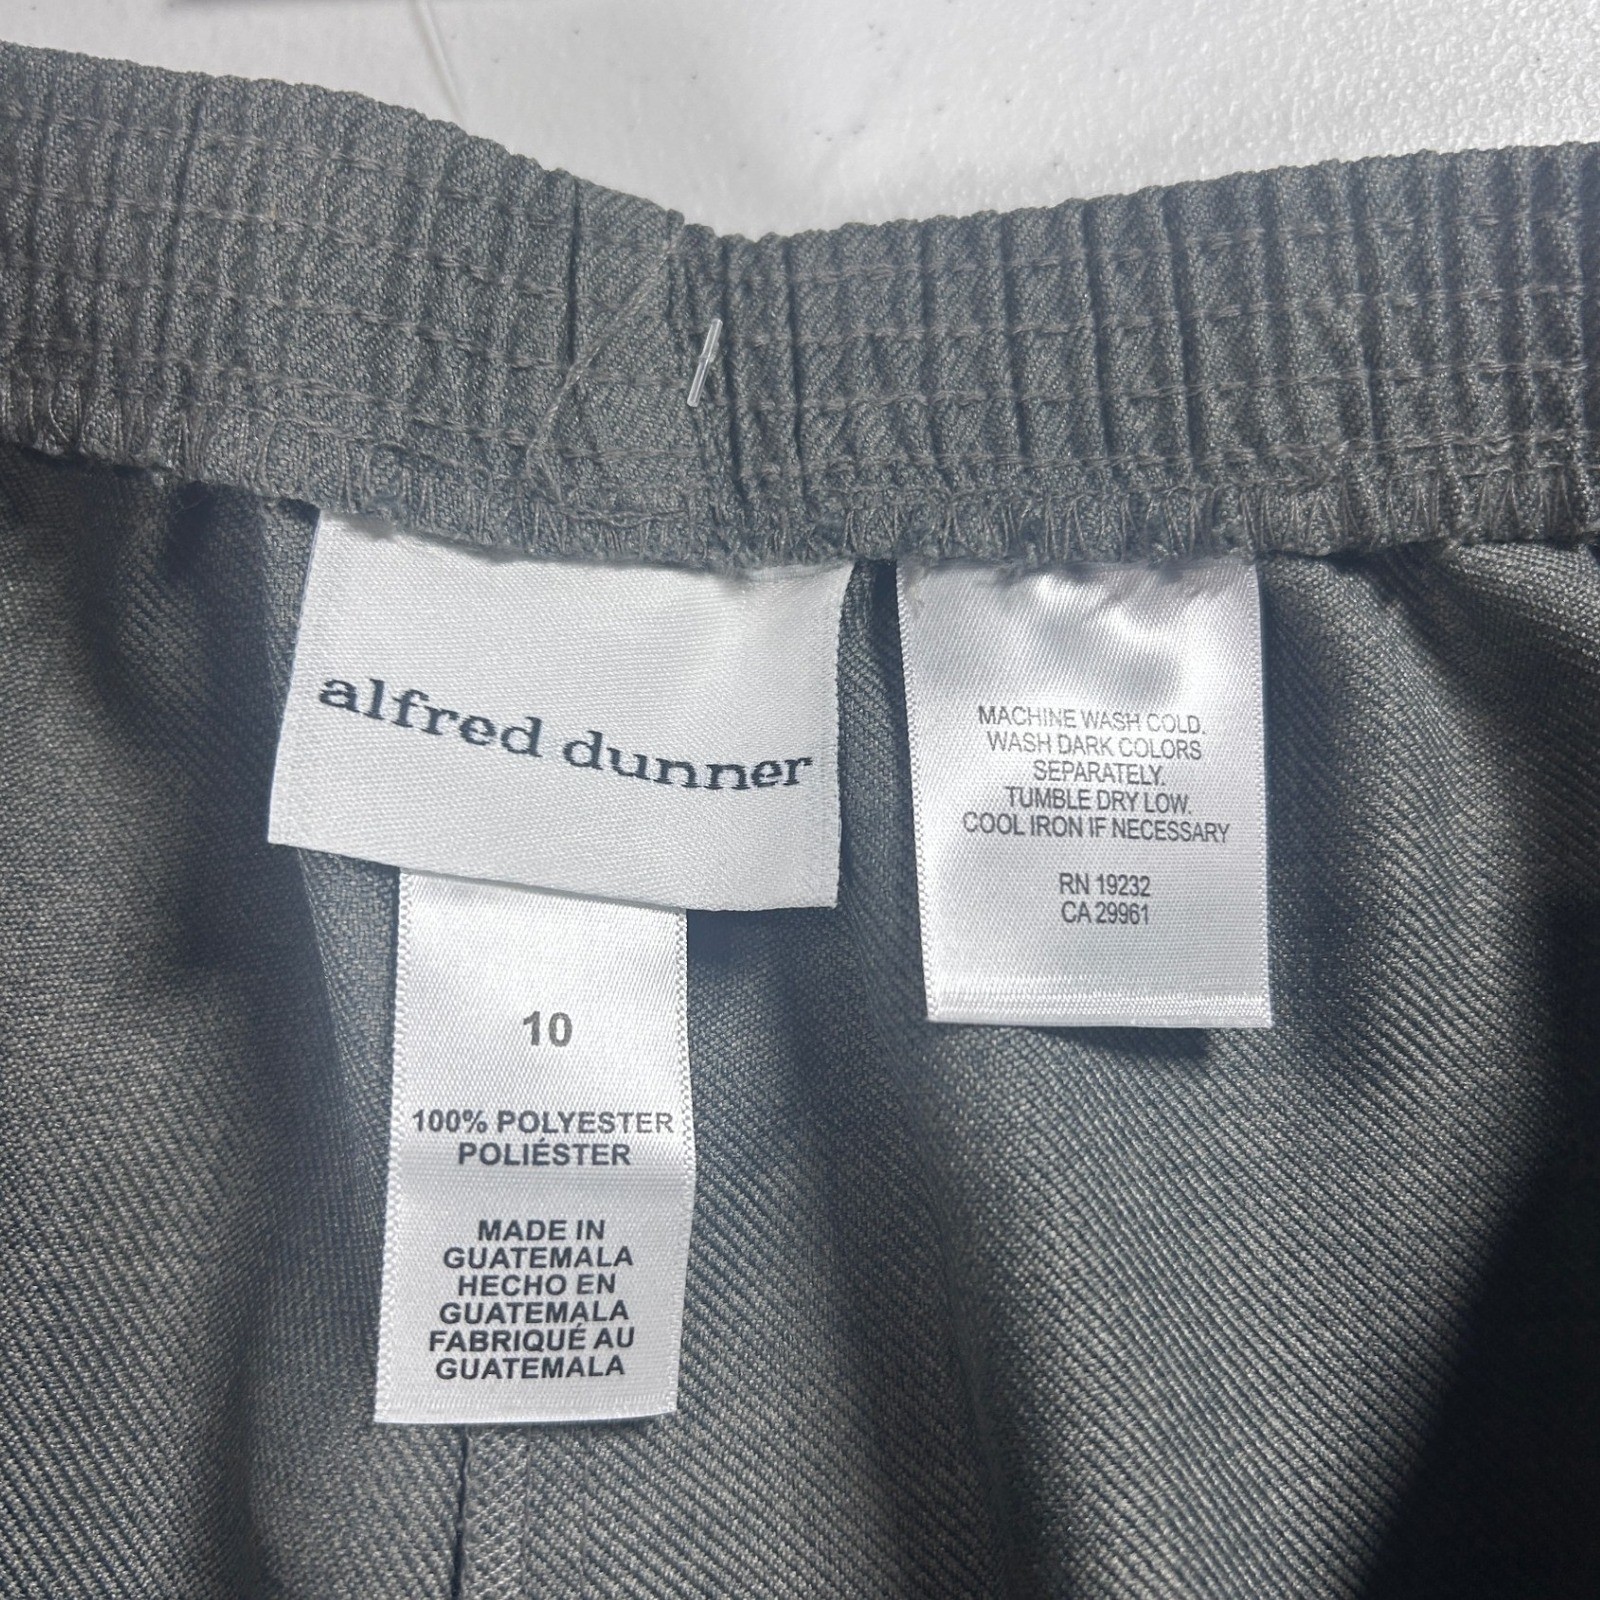 alfred dunner
10
100% POLYESTER
POLIÉSTER
MADE IN
GUATEMALA
HECHO EN
GUATEMALA
FABRIQUÉ AU
GUATEMALA
MACHINE WASH COLD.
WASH DARK COLORS
SEPARATELY.
TUMBLE DRY LOW.
COOL IRON IF NECESSARY
RN 19232
CA 29961